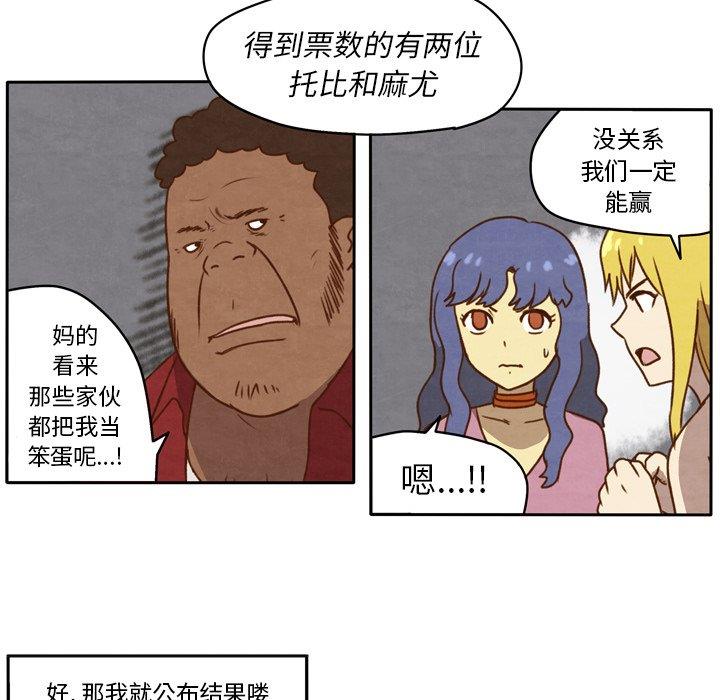 得到票数的有两位
托比和麻尤
没关系
我们一定
能赢
妈的
看来
那些家伙
都把我当
笨蛋呢...!
嗯...!!
好，那我就公布结果喽